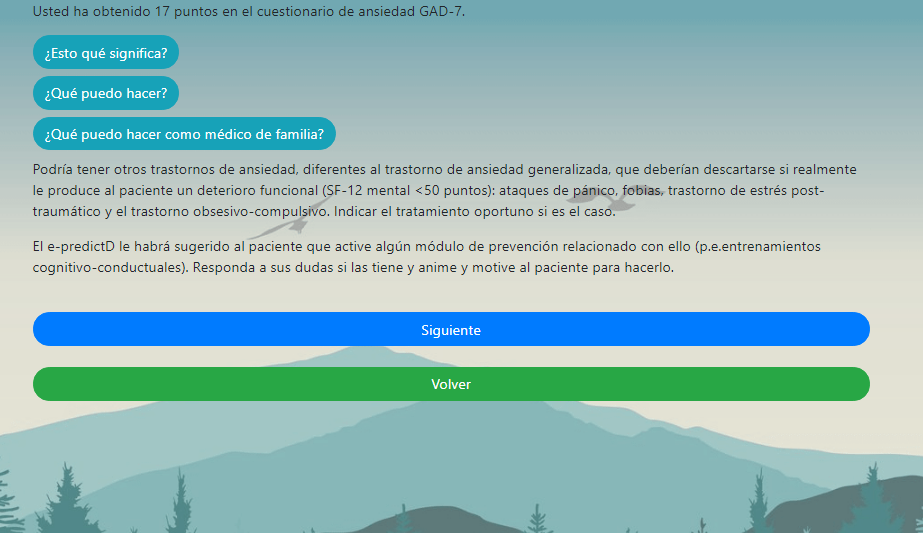 Usted ha obtenido 17 puntos en el cuestionario de ansiedad GAD-7.
¿Esto qué significa?
¿Qué puedo hacer?
¿Qué puedo hacer como médico de familia?
Podría tener otros trastornos de ansiedad, diferentes al trastorno de ansiedad generalizada, que deberían descartarse si realmente
le produce al paciente un deterioro funcional (SF-12 mental <50 puntos): ataques de pánico, fobias, trastorno de estrés post-
traumático y el trastorno obsesivo-compulsivo. Indicar el tratamiento oportuno si es el caso.
El e-predictD le habrá sugerido al paciente que active algún módulo de prevención relacionado con ello (p.e.entrenamientos
cognitivo-conductuales). Responda a sus dudas si las tiene y anime y motive al paciente para hacerlo.
Siguiente
Volver